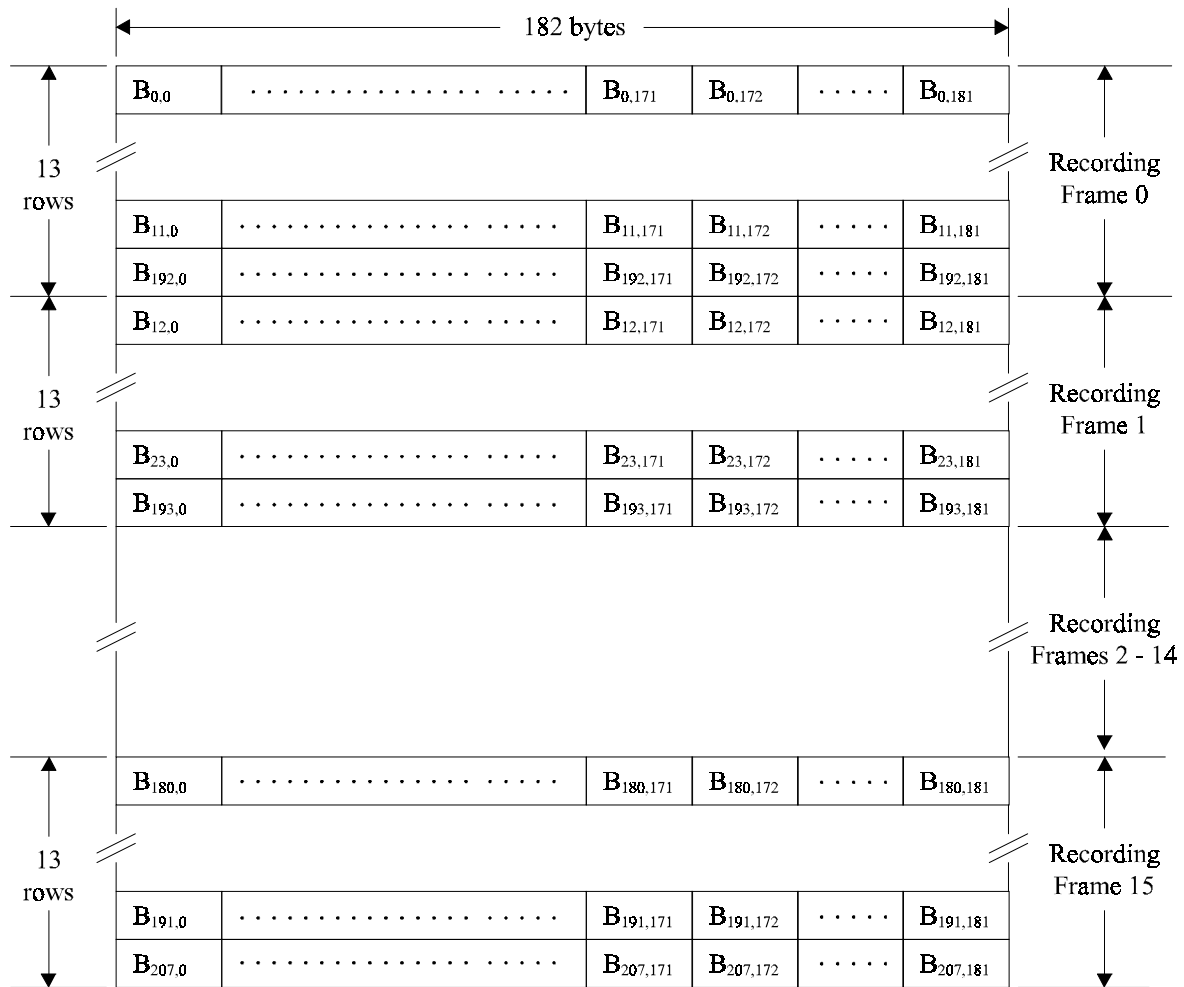 182 bytes
B0,0 . . . . . . . . . . . . . . . . . . . B0,171 B0,172 . . . . . B0,181
13
rows
Recording
Frame 0
B11,0 . . . . . . . . . . . . . . . . . . . . B11,171 B11,172 . . . . . B11,181
B192,0 . . . . . . . . . . . . . . . . . . . . B192,171 B192,172 . . . . . B192,181
B12,0 . . . . . . . . . . . . . . . . . . . . B12,171 B12,172 . . . . . B12,181
13
rows
Recording
Frame 1
B23,0 . . . . . . . . . . . . . . . . . . . . B23,171 B23,172 . . . . . B23,181
B193,0 . . . . . . . . . . . . . . . . . . . . B193,171 B193,172 . . . . . B193,181
Recording
Frames 2 - 14
B180,0 . . . . . . . . . . . . . . . . . . . . B180,171 B180,172 . . . . . B180,181
13
rows
Recording
Frame 15
B191,0 . . . . . . . . . . . . . . . . . . . . B191,171 B191,172 . . . . . B191,181
B207,0 . . . . . . . . . . . . . . . . . . . . B207,171 B207,172 . . . . . B207,181